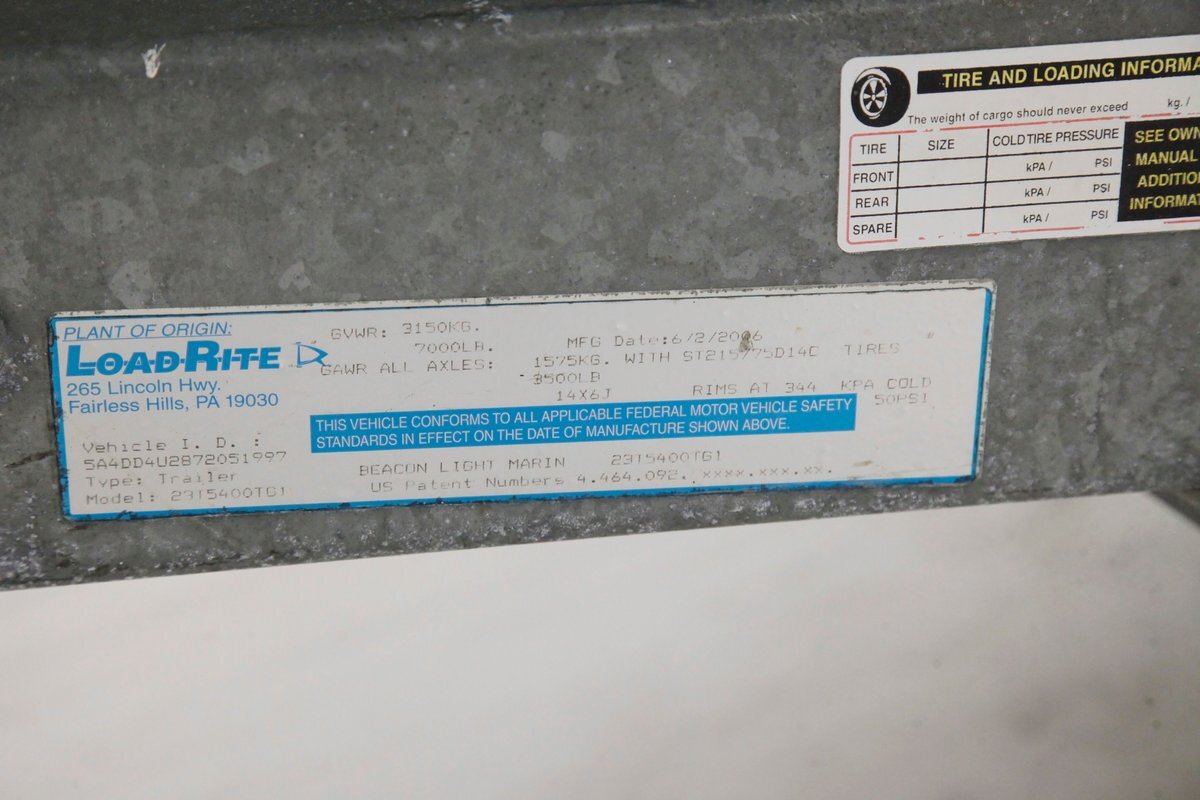 TIRE AND LOADING INFORMA
The weight of cargo should never exceed kg. /
TIRE SIZE COLD TIRE PRESSURE
FRONT kPA / PSI
REAR kPA / PSI
SPARE kPA / PSI
SEE OWN
MANUAL
ADDITIO
INFORMAT
PLANT OF ORIGIN:
LOADRITE
265 Lincoln Hwy.
Fairless Hills, PA 19030
GVWR: 3150KG. MFG Date:6/2/2006
7000LB.
GAWR ALL AXLES: 1575KG. WITH ST215/75D14C TIRES
3500LB
14X6J RIMS AT 344 KPA COLD
50PSI
THIS VEHICLE CONFORMS TO ALL APPLICABLE FEDERAL MOTOR VEHICLE SAFETY
STANDARDS IN EFFECT ON THE DATE OF MANUFACTURE SHOWN ABOVE.
Vehicle I. D. :
5A4DD4U2872051997
Type: Trailer
Model: 23T5400TG1
BEACON LIGHT MARIN 23T5400TG1
US Patent Numbers 4.464.092. xxxx.xxx.xx.